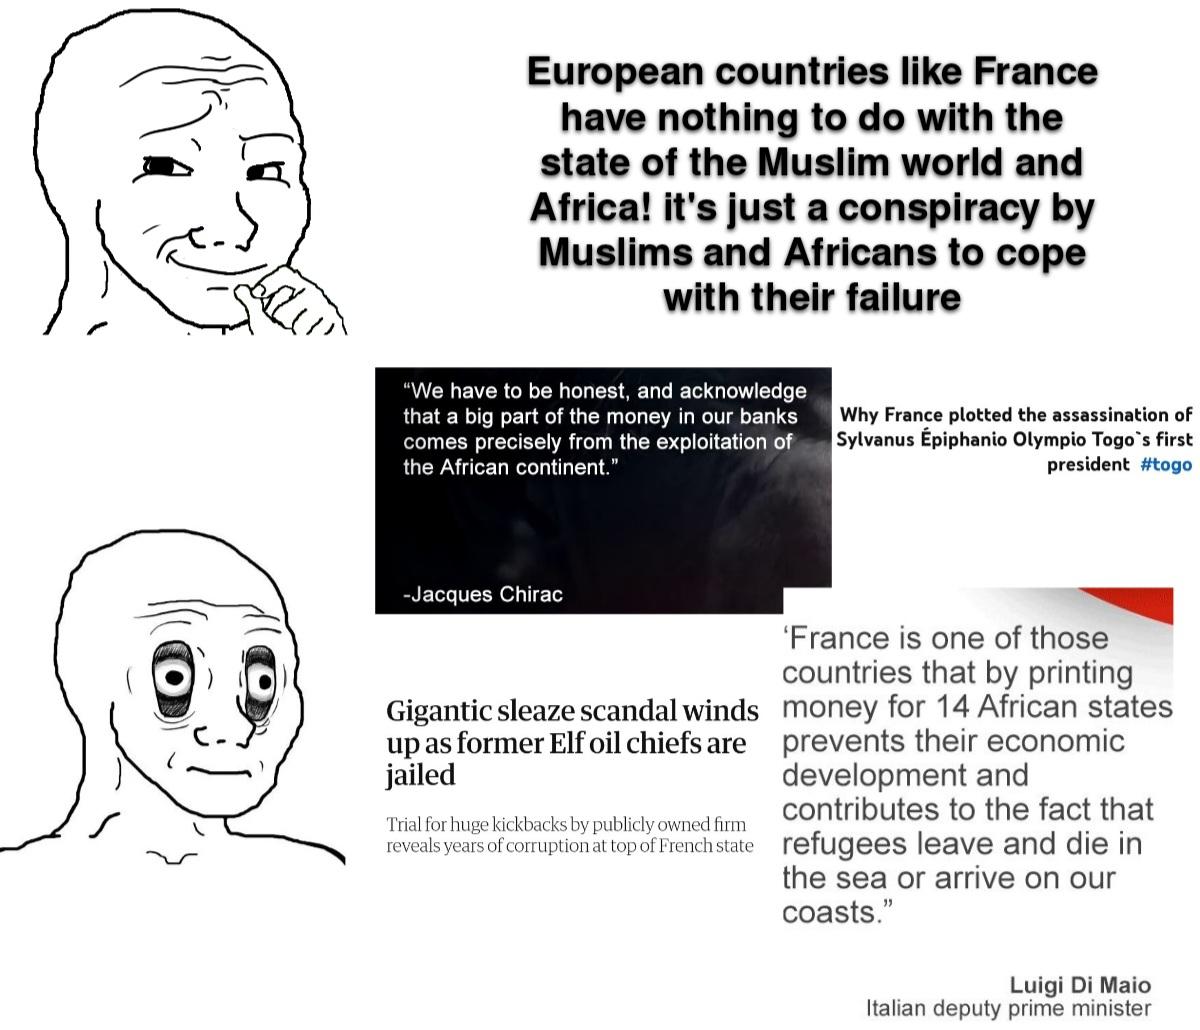 European countries like France
have nothing to do with the
state of the Muslim world and
Africa! it's just a conspiracy by
Muslims and Africans to cope
with their failure
“We have to be honest, and acknowledge
that a big part of the money in our banks
comes precisely from the exploitation of
the African continent.”
-Jacques Chirac
Why France plotted the assassination of
Sylvanus Épiphanio Olympio Togo`s first
president #togo
Gigantic sleaze scandal winds
up as former Elf oil chiefs are
jailed
Trial for huge kickbacks by publicly owned firm
reveals years of corruption at top of French state
‘France is one of those
countries that by printing
money for 14 African states
prevents their economic
development and
contributes to the fact that
refugees leave and die in
the sea or arrive on our
coasts.”
Luigi Di Maio
Italian deputy prime minister